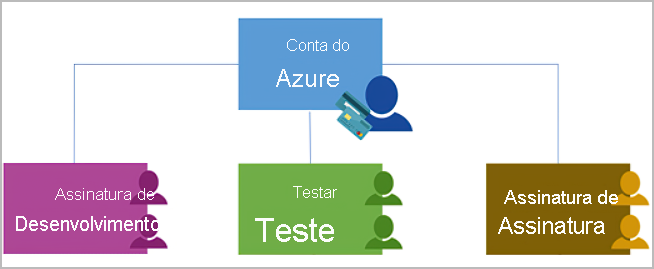 Conta do
Azure
Assinatura de
Desenvolvimento
Testar
Teste
Assinatura de
Assinatura